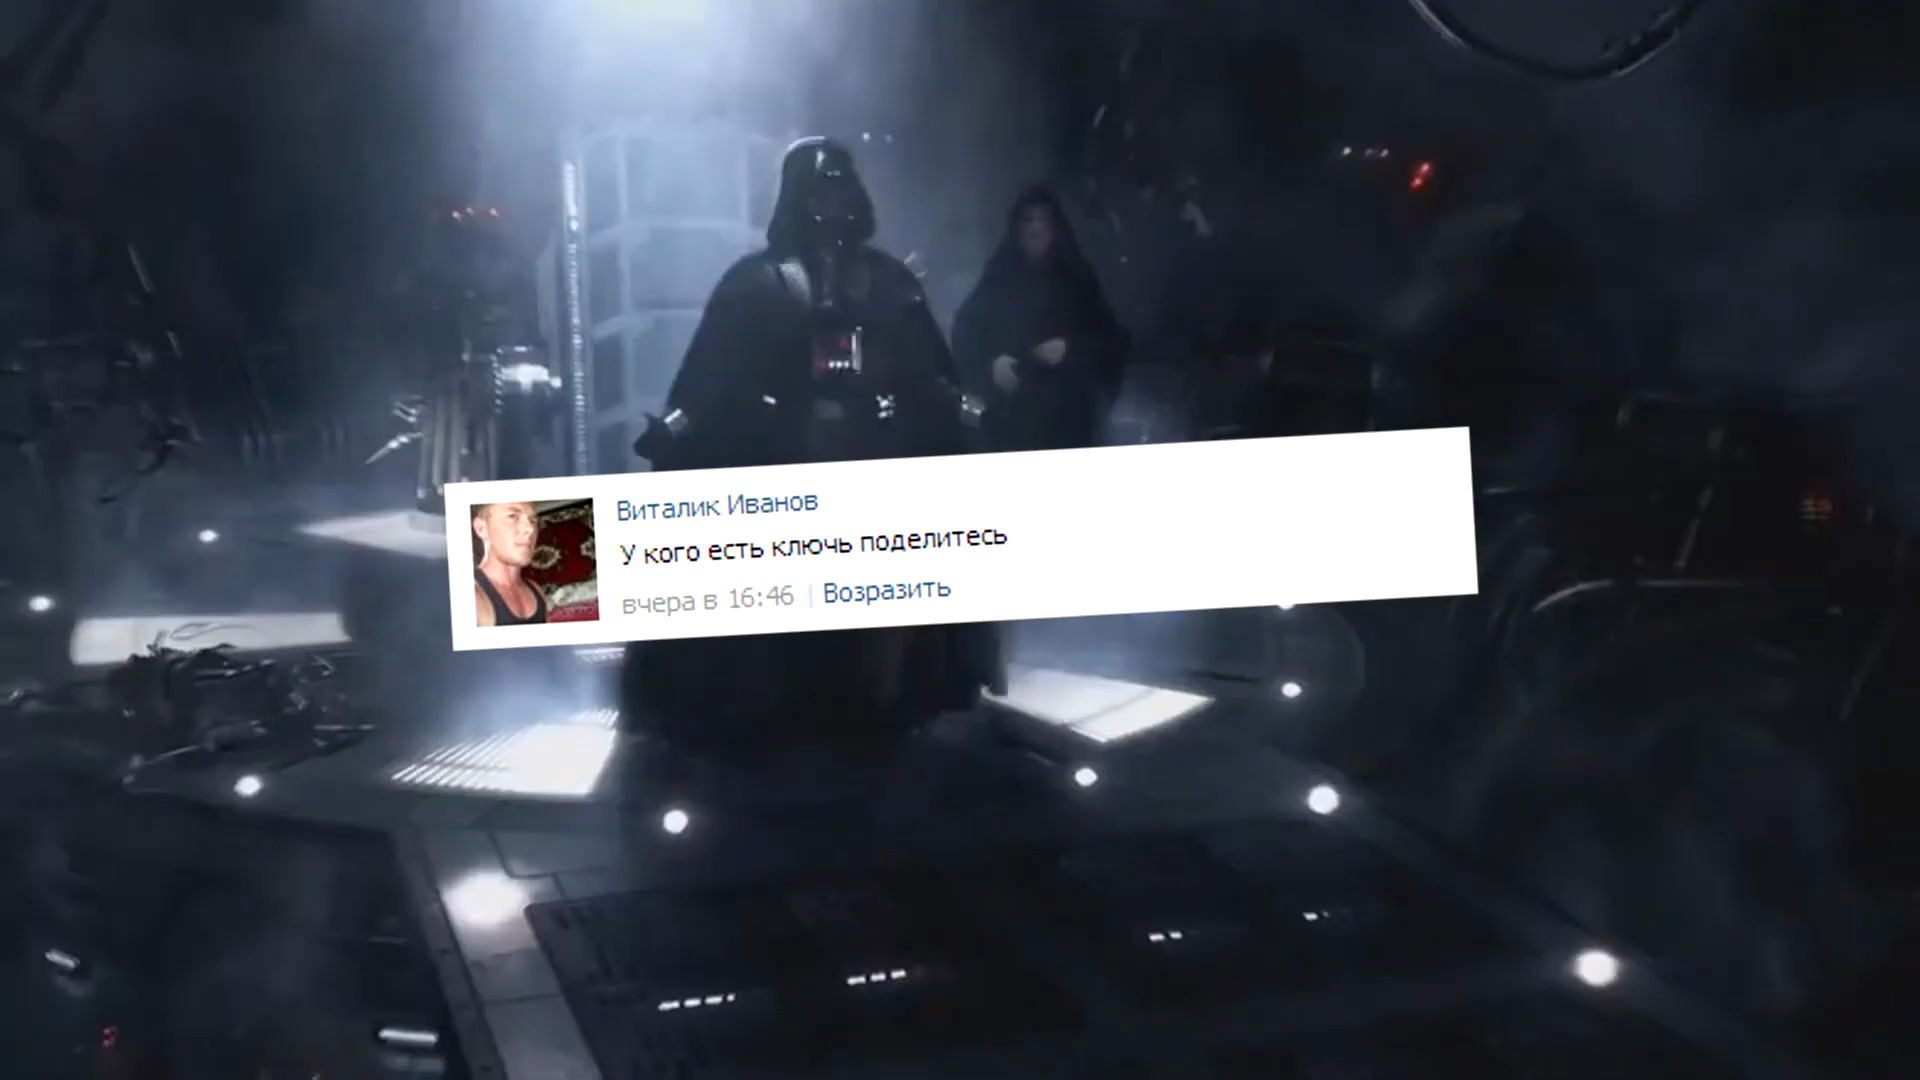 Виталик Иванов
У кого есть ключь поделитесь
вчера в 16:46 | Возразить